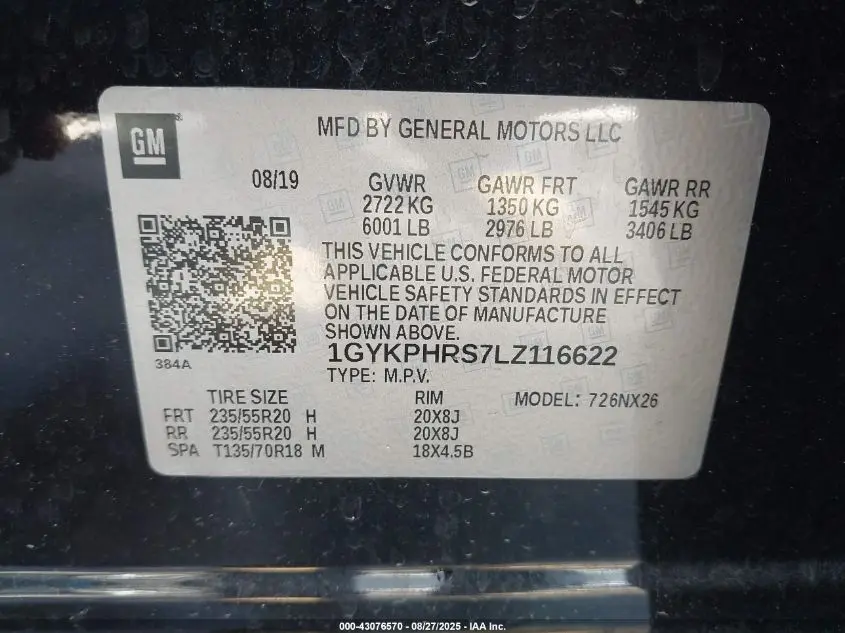 GM
MFD BY GENERAL MOTORS LLC
08/19
GVWR GAWR FRT GAWR RR
2722 KG 1350 KG 1545 KG
6001 LB 2976 LB 3406 LB
THIS VEHICLE CONFORMS TO ALL
APPLICABLE U.S. FEDERAL MOTOR
VEHICLE SAFETY STANDARDS IN EFFECT
ON THE DATE OF MANUFACTURE
SHOWN ABOVE.
1GYKPHRS7LZ116622
384A
TYPE: M.P.V.
TIRE SIZE RIM MODEL: 726NX26
FRT 235/55R20 H 20X8J
RR 235/55R20 H 20X8J
SPA T135/70R18 M 18X4.5B
000-43076570 - 08/27/2025 - IAA Inc.